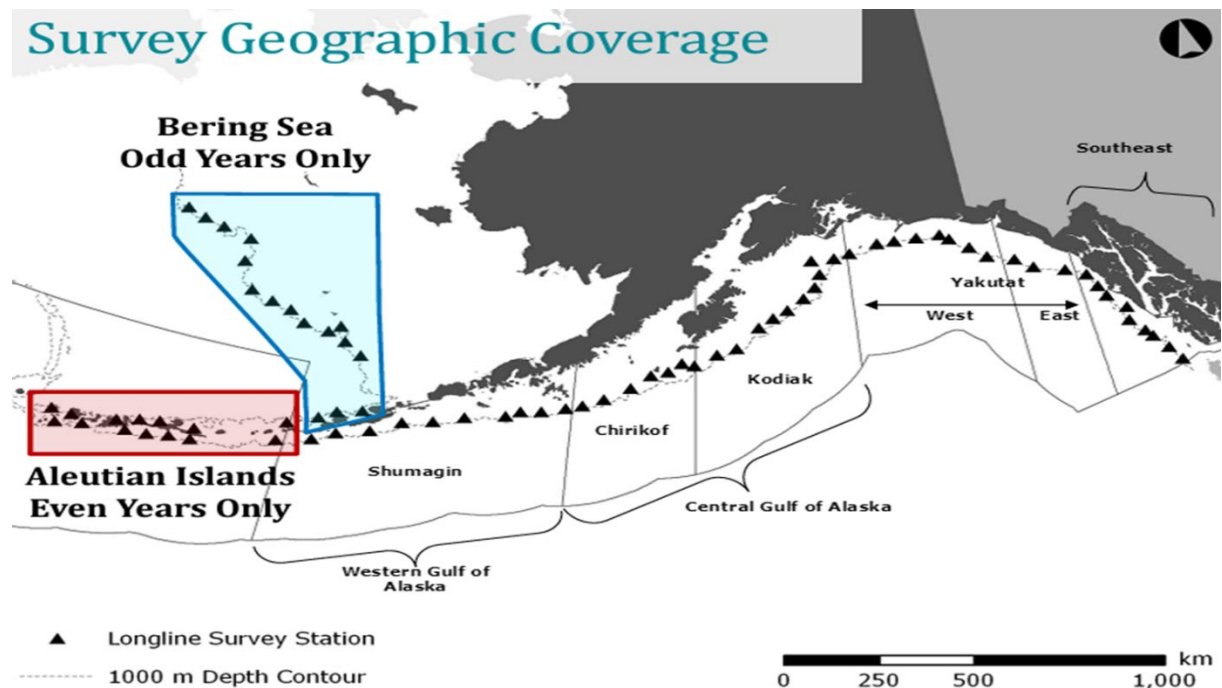 Survey Geographic Coverage
Bering Sea
Odd Years Only
Southeast
Yakutat
West
East
Kodiak
Chirikof
Shumagin
Aleutian Islands
Even Years Only
Central Gulf of Alaska
Western Gulf of
Alaska
Longline Survey Station
1000 m Depth Contour
km
0 250 500 1,000